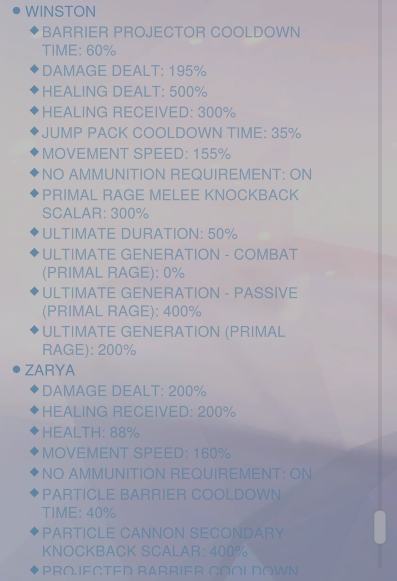 WINSTON
BARRIER PROJECTOR COOLDOWN
TIME: 60%
DAMAGE DEALT: 195%
HEALING DEALT: 500%
HEALING RECEIVED: 300%
JUMP PACK COOLDOWN TIME: 35%
MOVEMENT SPEED: 155%
NO AMMUNITION REQUIREMENT: ON
PRIMAL RAGE MELEE KNOCKBACK
SCALAR: 300%
ULTIMATE DURATION: 50%
ULTIMATE GENERATION - COMBAT
(PRIMAL RAGE): 0%
ULTIMATE GENERATION - PASSIVE
(PRIMAL RAGE): 400%
ULTIMATE GENERATION (PRIMAL
RAGE): 200%
ZARYA
DAMAGE DEALT: 200%
HEALING RECEIVED: 200%
HEALTH: 88%
MOVEMENT SPEED: 160%
NO AMMUNITION REQUIREMENT: ON
PARTICLE BARRIER COOLDOWN
TIME: 40%
PARTICLE CANNON SECONDARY
KNOCKBACK SCALAR: 400%
PROJECTED BARRIER COOLDOWN